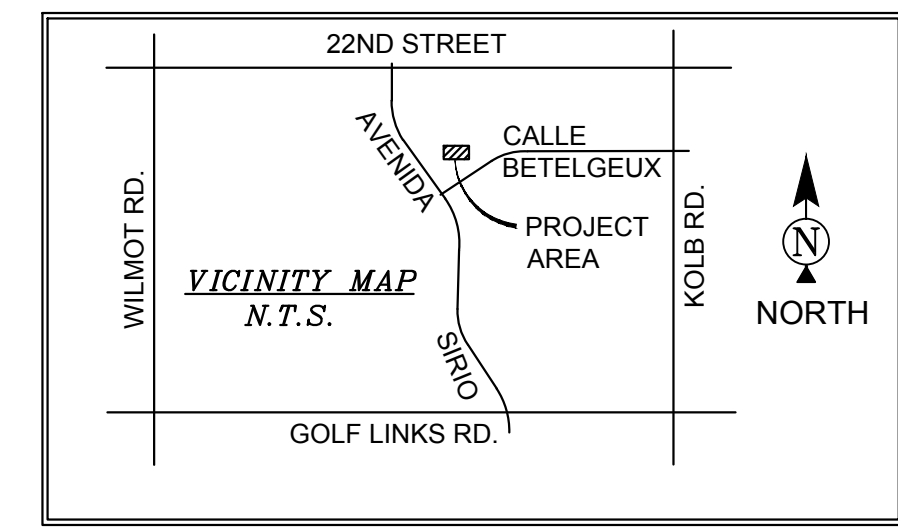 22ND STREET
AVENIDA
CALLE
BETELGEUX
PROJECT
AREA
WILMOT RD.
KOLB RD.
VICINITY MAP
N.T.S.
N
NORTH
SIRIO
GOLF LINKS RD.